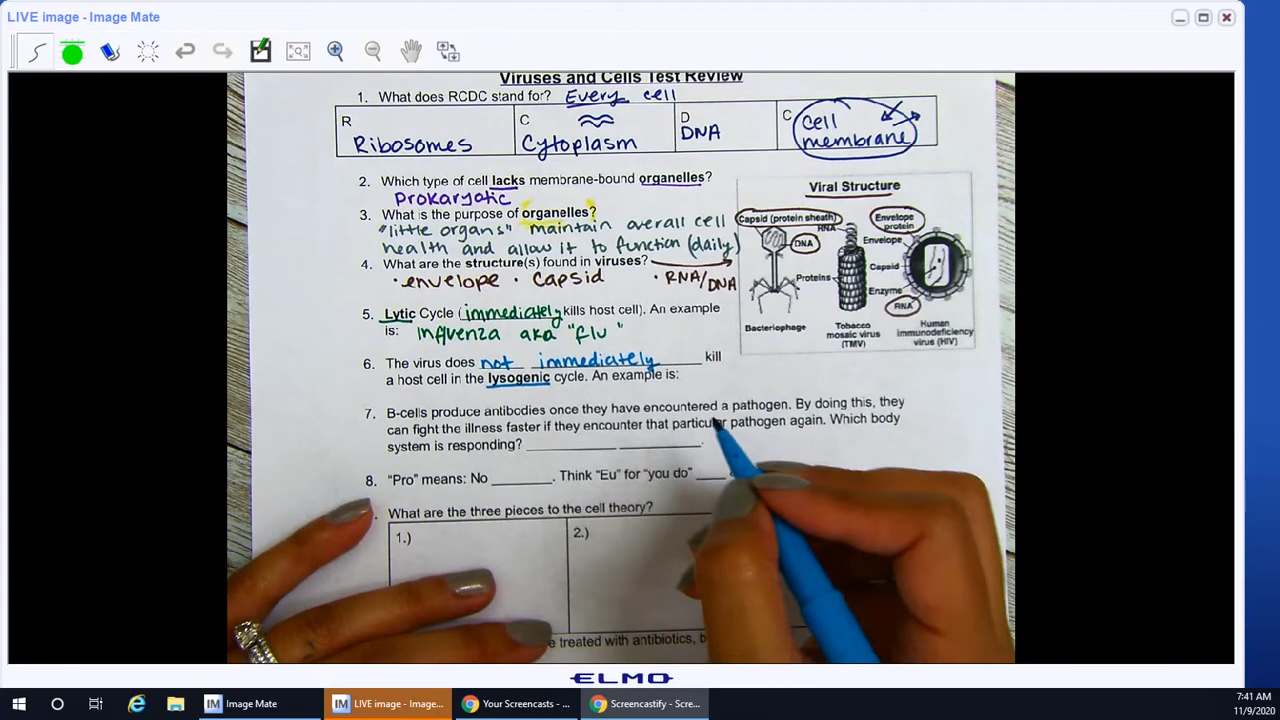 LIVE image - Image Mate
Viruses and Cells Test Review
1. What does RCDC stand for? Every cell
R Ribosomes
C Cytoplasm
D DNA
C Cell membrane
2. Which type of cell lacks membrane-bound organelles?
Prokaryotic
3. What is the purpose of organelles?
"little organs" maintain overall cell
health and allow it to function (daily)
4. What are the structure(s) found in viruses?
· envelope · Capsid · RNA/DNA
5. Lytic Cycle (immediately kills host cell). An example
is: Influenza aka "flu"
6. The virus does not immediately kill
a host cell in the lysogenic cycle. An example is:
Viral Structure
Capsid (protein sheath)
RNA
DNA
Proteins
Envelope protein
Envelope
Capsid
Enzyme
RNA
Bacteriophage
Tobacco mosaic virus (TMV)
Human immunodeficiency virus (HIV)
7. B-cells produce antibodies once they have encountered a pathogen. By doing this, they
can fight the illness faster if they encounter that particular pathogen again. Which body
system is responding? __________ __________.
8. "Pro" means: No ________. Think "Eu" for "you do" ____
What are the three pieces to the cell theory?
1.)
2.)
treated with antibiotics,
ELMO
Image Mate
LIVE image - Image...
Your Screencasts - ...
Screencastify - Scre...
7:41 AM
11/9/2020